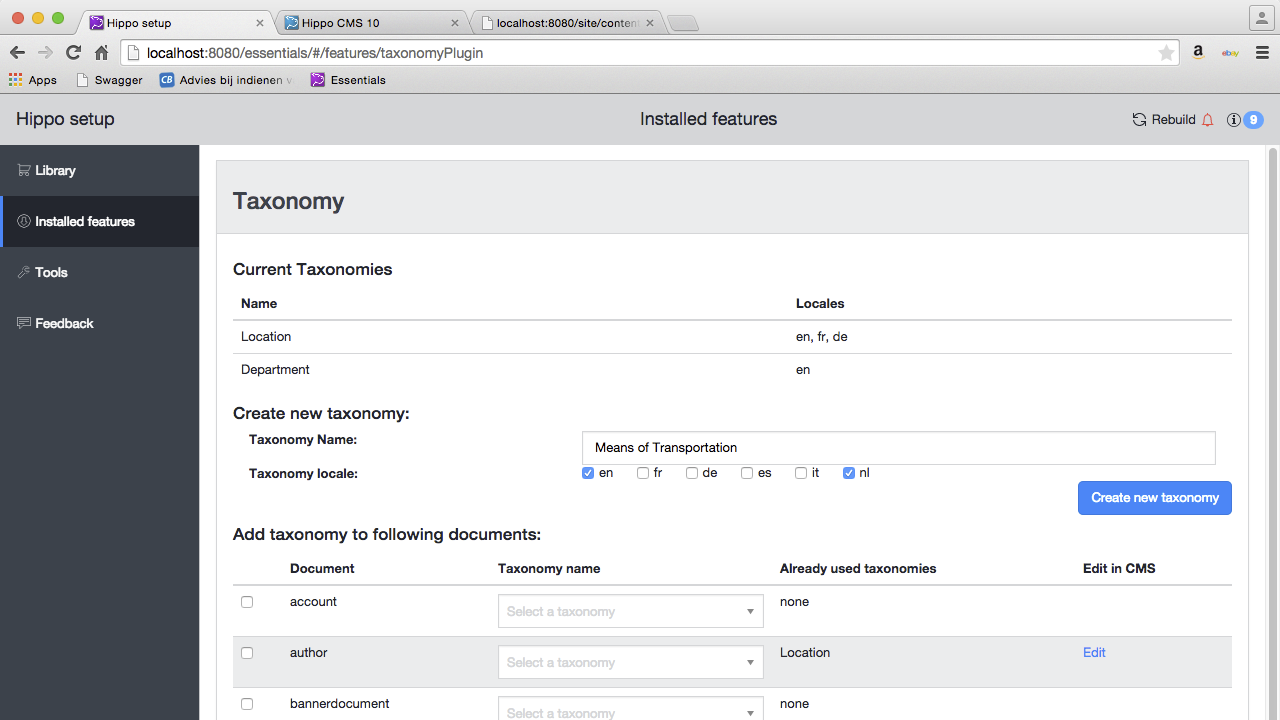 Hippo setup
Hippo CMS 10
localhost:8080/site/conten
localhost:8080/essentials/#/features/taxonomyPlugin
a
ebay
Apps
Swagger
CB
Advies bij indienen v
Essentials
Hippo setup
Installed features
Rebuild
9
Library
Installed features
Tools
Feedback
Taxonomy
Current Taxonomies
Name Locales
Location en, fr, de
Department en
Create new taxonomy:
Taxonomy Name: Means of Transportation
Taxonomy locale: en fr de es it nl
Create new taxonomy
Add taxonomy to following documents:
Document Taxonomy name Already used taxonomies Edit in CMS
account Select a taxonomy none
author Select a taxonomy Location Edit
bannerdocument Select a taxonomy none